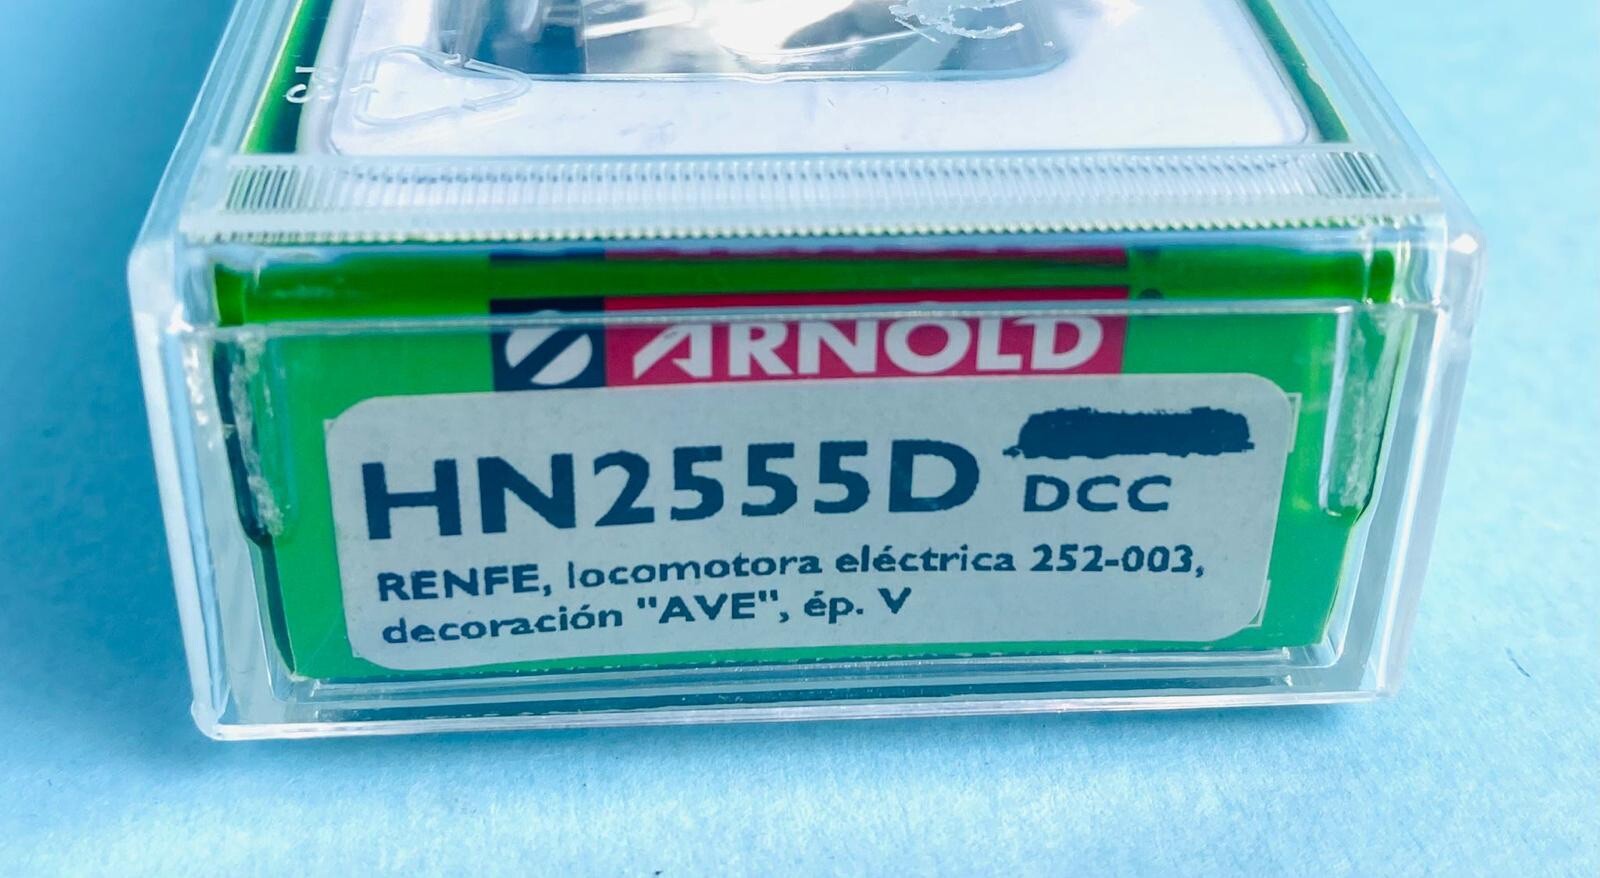 ARNOLD
HN2555D
DCC
RENFE, locomotora eléctrica 252-003,
decoración "AVE", ép. V